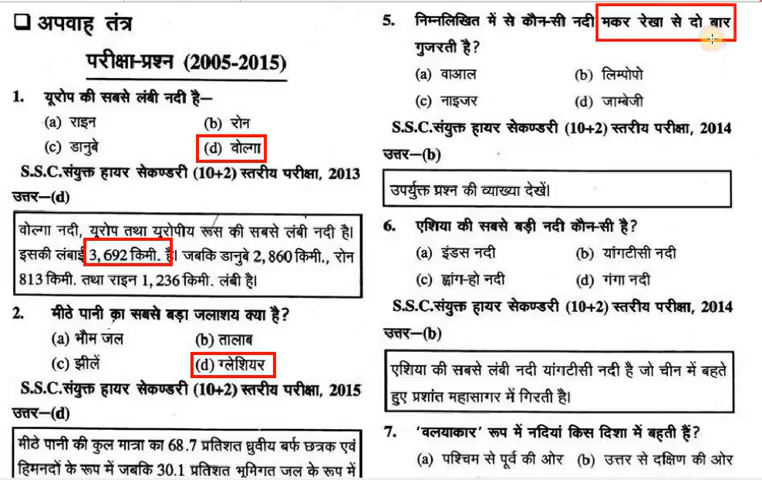 ❑ अपवाह तंत्र
परीक्षा-प्रश्न (2005-2015)
1. यूरोप की सबसे लंबी नदी है—
(a) राइन (b) रोन
(c) डानुबे (d) वोल्गा
S.S.C.संयुक्त हायर सेकण्डरी (10+2) स्तरीय परीक्षा, 2013
उत्तर—(d)
वोल्गा नदी, यूरोप तथा यूरोपीय रूस की सबसे लंबी नदी है।
इसकी लंबाई 3,692 किमी. है। जबकि डानुबे 2,860 किमी., रोन
813 किमी. तथा राइन 1,236 किमी. लंबी है।
2. मीठे पानी का सबसे बड़ा जलाशय क्या है?
(a) भौम जल (b) तालाब
(c) झीलें (d) ग्लेशियर
S.S.C.संयुक्त हायर सेकण्डरी (10+2) स्तरीय परीक्षा, 2015
उत्तर—(d)
मीठे पानी की कुल मात्रा का 68.7 प्रतिशत ध्रुवीय बर्फ छत्रक एवं
हिमनदों के रूप में जबकि 30.1 प्रतिशत भूमिगत जल के रूप में
5. निम्नलिखित में से कौन-सी नदी मकर रेखा से दो बार
गुजरती है?
(a) वाआल (b) लिम्पोपो
(c) नाइजर (d) जाम्बेजी
S.S.C.संयुक्त हायर सेकण्डरी (10+2) स्तरीय परीक्षा, 2014
उत्तर—(b)
उपर्युक्त प्रश्न की व्याख्या देखें।
6. एशिया की सबसे बड़ी नदी कौन-सी है?
(a) इंडस नदी (b) यांगटीसी नदी
(c) ह्वांग-हो नदी (d) गंगा नदी
S.S.C.संयुक्त हायर सेकण्डरी (10+2) स्तरीय परीक्षा, 2014
उत्तर—(b)
एशिया की सबसे लंबी नदी यांगटीसी नदी है जो चीन में बहते
हुए प्रशांत महासागर में गिरती है।
7. 'वलयाकार' रूप में नदियां किस दिशा में बहती हैं?
(a) पश्चिम से पूर्व की ओर (b) उत्तर से दक्षिण की ओर